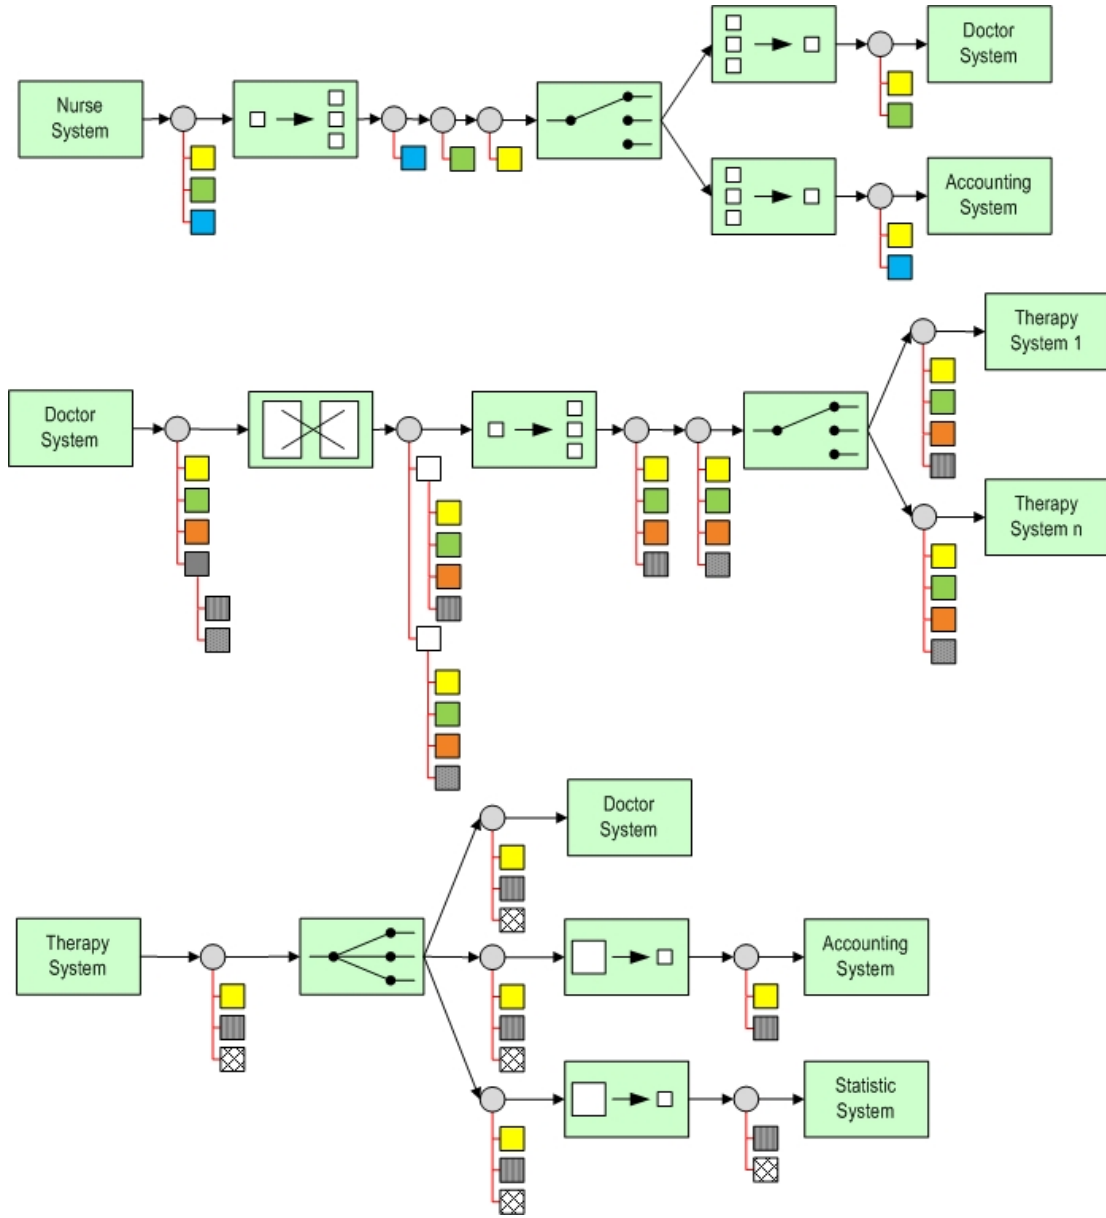 Doctor
System
Nurse
System
Accounting
System
Therapy
System 1
Doctor
System
Therapy
System n
Doctor
System
Therapy
System
Accounting
System
Statistic
System